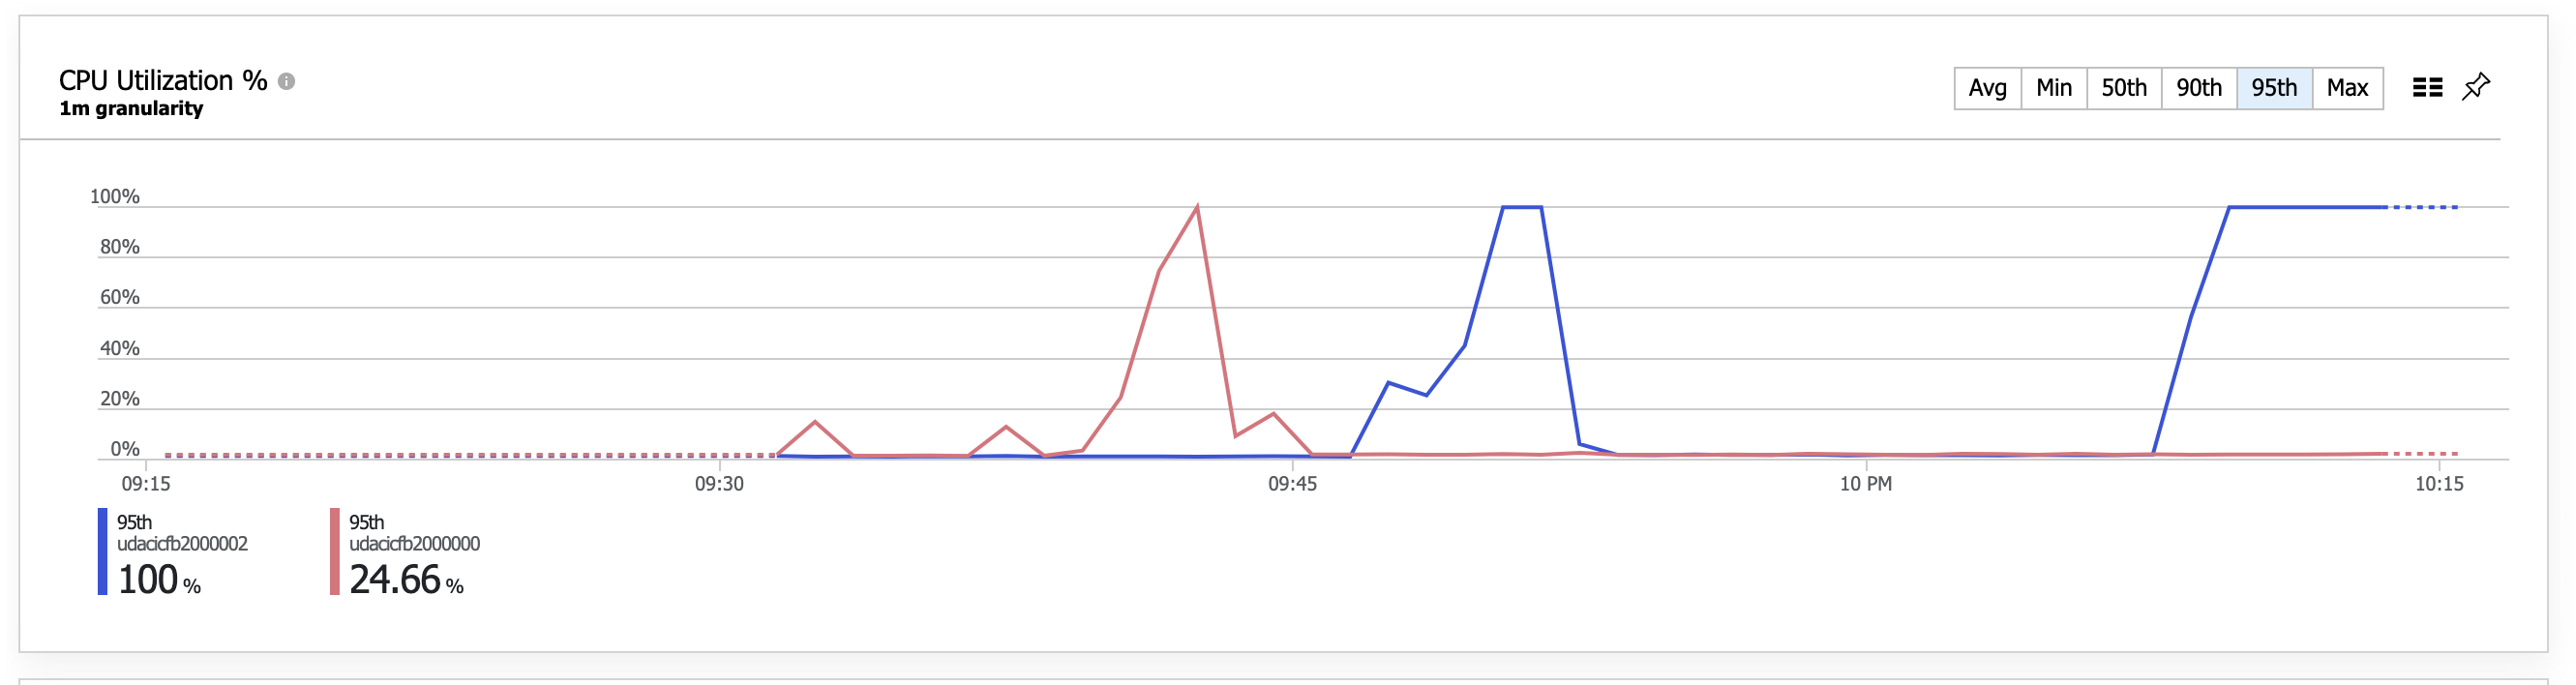 CPU Utilization %
1m granularity
Avg Min 50th 90th 95th Max
100%
80%
60%
40%
20%
0%
09:15 09:30 09:45 10 PM 10:15
95th
udacicfb2000002
100 %
95th
udacicfb2000000
24.66 %